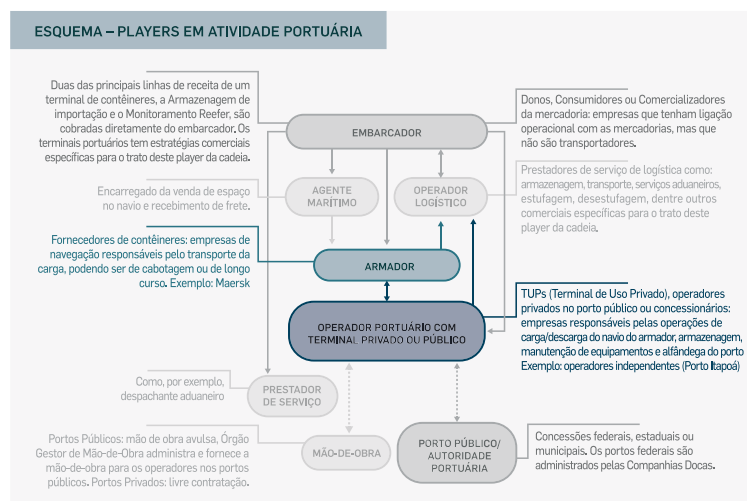 ESQUEMA – PLAYERS EM ATIVIDADE PORTUÁRIA
Duas das principais linhas de receita de um
terminal de contêineres, a Armazenagem de
importação e o Monitoramento Reefer, são
cobradas diretamente do embarcador. Os
terminais portuários tem estratégias comerciais
específicas para o trato deste player da cadeia.
EMBARCADOR
Donos, Consumidores ou Comercializadores
da mercadoria: empresas que tenham ligação
operacional com as mercadorias, mas que
não são transportadores.
Encarregado da venda de espaço
no navio e recebimento de frete.
AGENTE
MARÍTIMO
OPERADOR
LOGÍSTICO
Prestadores de serviço de logística como:
armazenagem, transporte, serviços aduaneiros,
estufagem, desestufagem, dentre outros
comerciais específicas para o trato deste
player da cadeia.
Fornecedores de contêineres: empresas de
navegação responsáveis pelo transporte da
carga, podendo ser de cabotagem ou de longo
curso. Exemplo: Maersk
ARMADOR
OPERADOR PORTUÁRIO COM
TERMINAL PRIVADO OU PÚBLICO
TUPs (Terminal de Uso Privado), operadores
privados no porto público ou concessionários:
empresas responsáveis pelas operações de
carga/descarga do navio do armador, armazenagem,
manutenção de equipamentos e alfândega do porto
Exemplo: operadores independentes (Porto Itapoá)
Como, por exemplo,
despachante aduaneiro
PRESTADOR
DE SERVIÇO
Portos Públicos: mão de obra avulsa, Órgão
Gestor de Mão-de-Obra administra e fornece a
mão-de-obra para os operadores nos portos
públicos. Portos Privados: livre contratação.
MÃO-DE-OBRA
PORTO PÚBLICO/
AUTORIDADE
PORTUÁRIA
Concessões federais, estaduais ou
municipais. Os portos federais são
administrados pelas Companhias Docas.